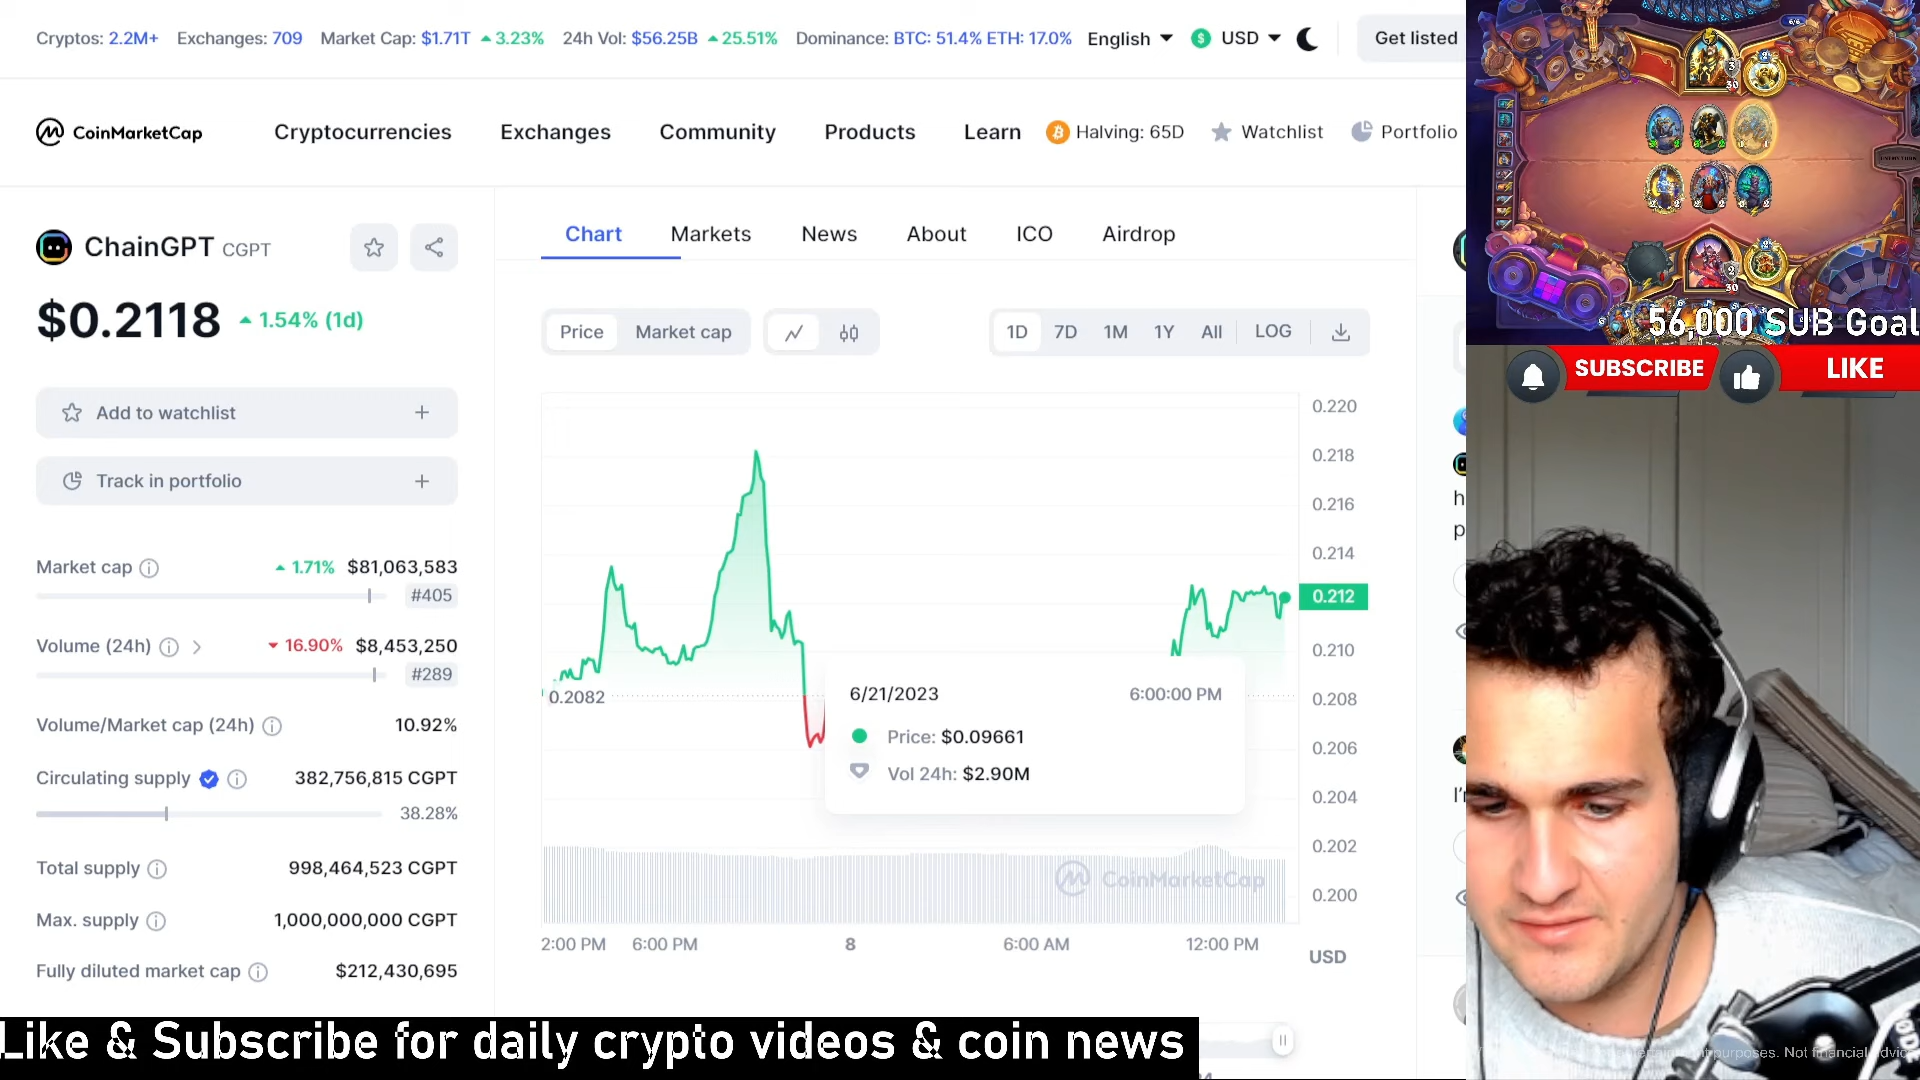 Cryptos: 2.2M+ Exchanges: 709 Market Cap: $1.71T 3.23% 24h Vol: $56.25B 25.51% Dominance: BTC: 51.4% ETH: 17.0% English USD Get listed
CoinMarketCap Cryptocurrencies Exchanges Community Products Learn Halving: 65D Watchlist Portfolio
ChainGPT CGPT
$0.2118 1.54% (1d)
Add to watchlist +
Track in portfolio +
Market cap 1.71% $81,063,583
#405
Volume (24h) 16.90% $8,453,250
#289
Volume/Market cap (24h) 10.92%
Circulating supply 382,756,815 CGPT
38.28%
Total supply 998,464,523 CGPT
Max. supply 1,000,000,000 CGPT
Fully diluted market cap $212,430,695
Chart Markets News About ICO Airdrop
Price Market cap 1D 7D 1M 1Y All LOG
0.220
0.218
0.216
0.214
0.212
0.210
0.208
0.206
0.204
0.202
0.200
0.2082
6/21/2023 6:00:00 PM
Price: $0.09661
Vol 24h: $2.90M
CoinMarketCap
2:00 PM 6:00 PM 8 6:00 AM 12:00 PM
USD
56,000 SUB Goal
SUBSCRIBE LIKE
Like & Subscribe for daily crypto videos & coin news
purposes. Not financial